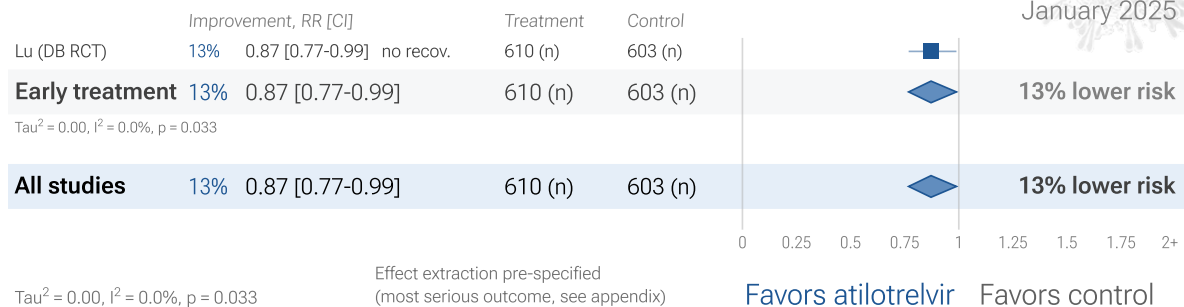 January 2025
Improvement, RR [CI] Treatment Control
Lu (DB RCT) 13% 0.87 [0.77-0.99] no recov. 610 (n) 603 (n)
Early treatment 13% 0.87 [0.77-0.99] 610 (n) 603 (n) 13% lower risk
Tau² = 0.00, I² = 0.0%, p = 0.033
All studies 13% 0.87 [0.77-0.99] 610 (n) 603 (n) 13% lower risk
0 0.25 0.5 0.75 1 1.25 1.5 1.75 2+
Effect extraction pre-specified
Tau² = 0.00, I² = 0.0%, p = 0.033 (most serious outcome, see appendix) Favors atilotrelvir Favors control